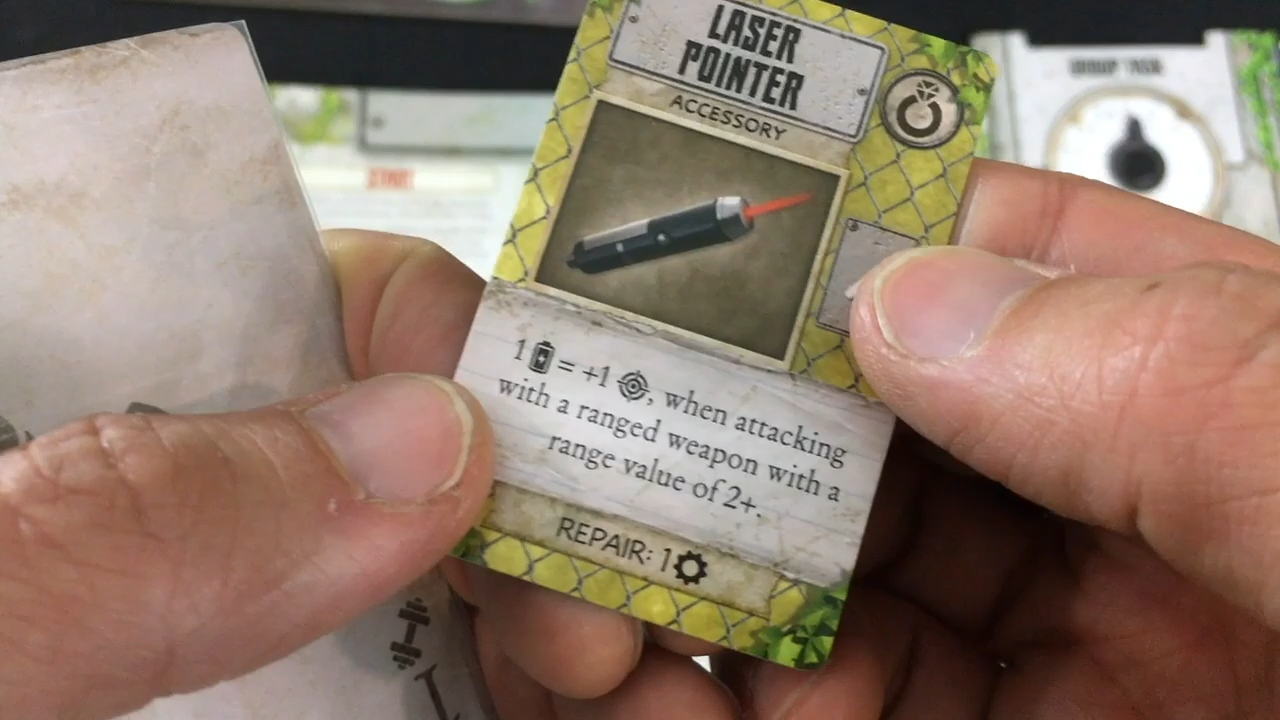 LASER
POINTER
ACCESSORY
1 = +1 , when attacking
with a ranged weapon with a
range value of 2+.
REPAIR: 1